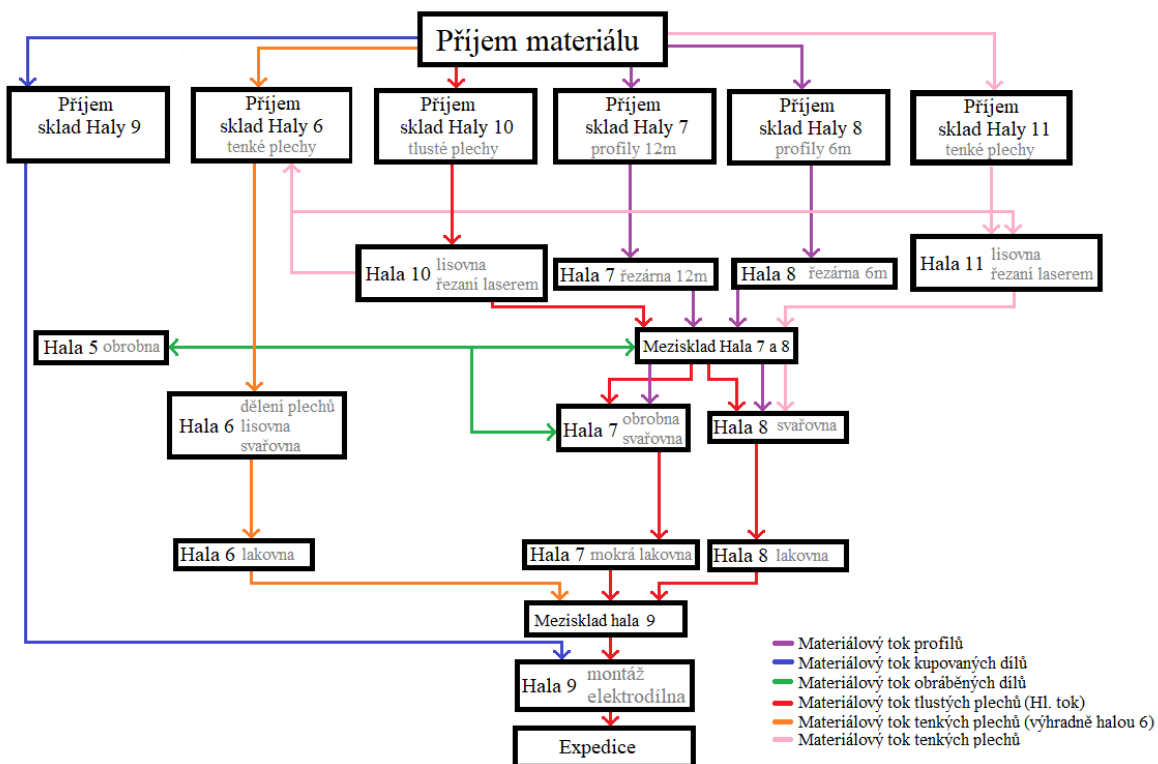 Příjem materiálu
Příjem
sklad Haly 9
Příjem
sklad Haly 6
tenké plechy
Příjem
sklad Haly 10
tlusté plechy
Příjem
sklad Haly 7
profily 12m
Příjem
sklad Haly 8
profily 6m
Příjem
sklad Haly 11
tenké plechy
Hala 10 lisovna
řezaní laserem
Hala 7 řezárna 12m
Hala 8 řezárna 6m
Hala 11 lisovna
řezaní laserem
Hala 5 obrobna
Mezisklad Hala 7 a 8
Hala 6 dělení plechů
lisovna
svařovna
Hala 7 obrobna
svařovna
Hala 8 svařovna
Hala 6 lakovna
Hala 7 mokrá lakovna
Hala 8 lakovna
Mezisklad hala 9
Hala 9 montáž
elektrodílna
Expedice
Materiálový tok profilů
Materiálový tok kupovaných dílů
Materiálový tok obráběných dílů
Materiálový tok tlustých plechů (Hl. tok)
Materiálový tok tenkých plechů (výhradně halou 6)
Materiálový tok tenkých plechů